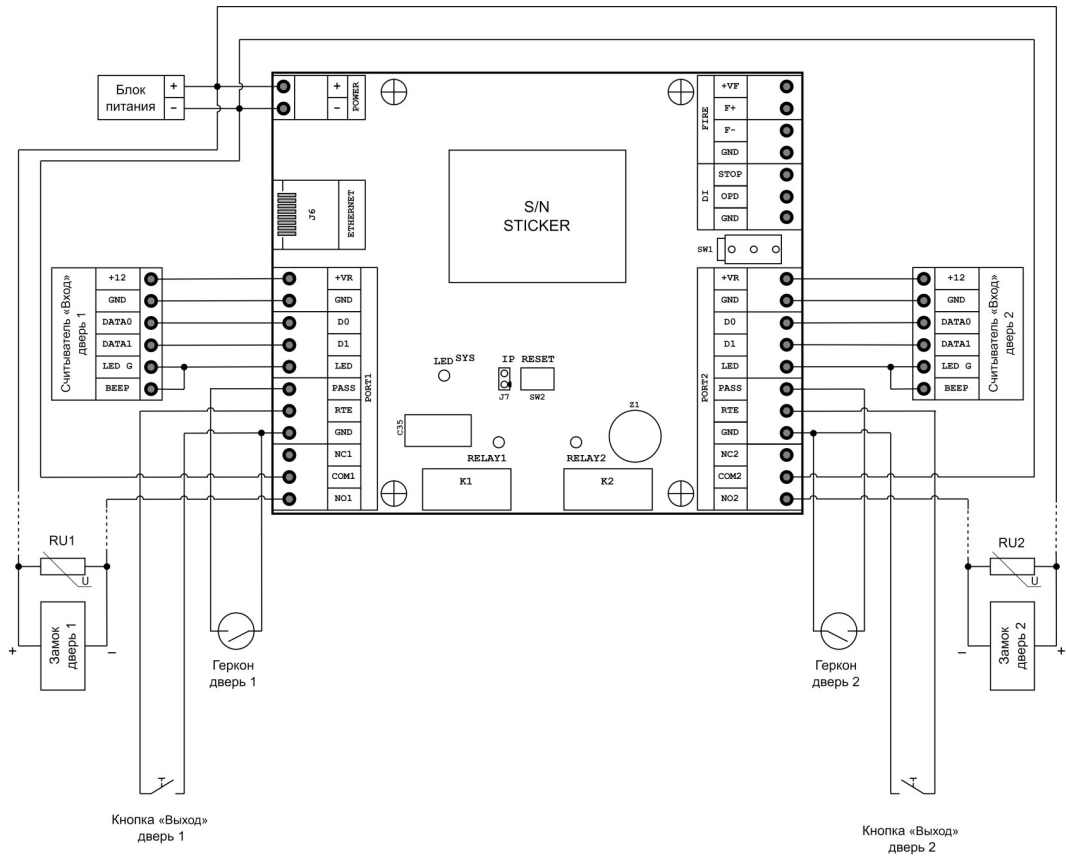 Блок
питания
+
−
+
−
POWER
J6
ETHERNET
S/N
STICKER
FIRE
+VF
F+
F-
GND
DI
STOP
OPD
GND
SW1
Считыватель «Вход»
дверь 1
+12
GND
DATA0
DATA1
LED G
BEEP
+VR
GND
D0
D1
LED
PASS
RTE
GND
NC1
COM1
NO1
PORT1
LED SYS
IP RESET
J7
SW2
C35
Z1
RELAY1
RELAY2
K1
K2
PORT2
+VR
GND
D0
D1
LED
PASS
RTE
GND
NC2
COM2
NO2
+12
GND
DATA0
DATA1
LED G
BEEP
Считыватель «Вход»
дверь 2
RU1
U
Замок
дверь 1
+
−
Геркон
дверь 1
Геркон
дверь 2
RU2
U
Замок
дверь 2
−
+
Кнопка «Выход»
дверь 1
Кнопка «Выход»
дверь 2